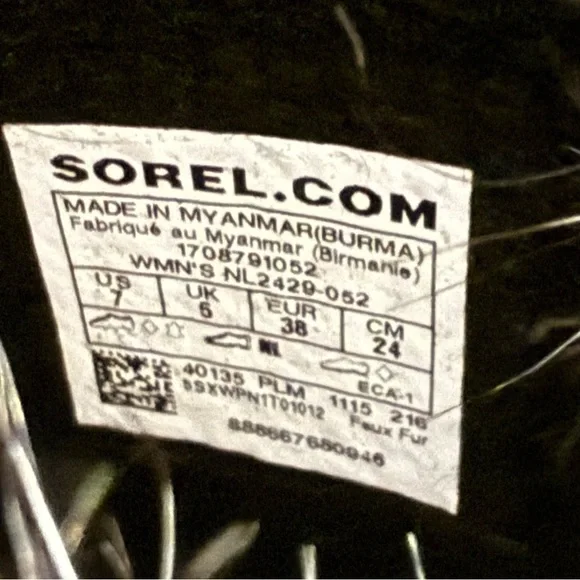 SOREL.COM
MADE IN MYANMAR(BURMA)
Fabriqué au Myanmar (Birmanie)
1708791052
WMN'S NL2429-052
US UK EUR CM
7 5 38 24
ECA-1
40135 PLM 1115 216
Faux Fur
888667680946